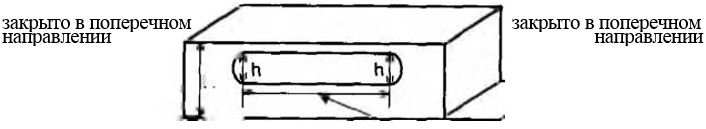 закрыто в поперечном
направлении
h
h
закрыто в поперечном
направлении